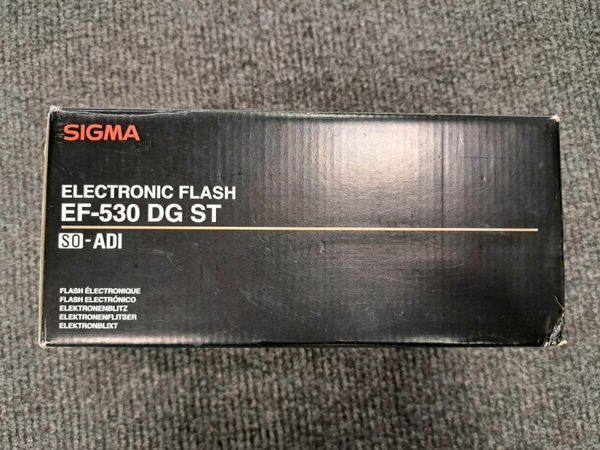 SIGMA
ELECTRONIC FLASH
EF-530 DG ST
SO-ADI
FLASH ÉLECTRONIQUE
FLASH ELECTRÓNICO
ELEKTRONENBLITZ
ELEKTRONENFLITSER
ELEKTRONBLIXT